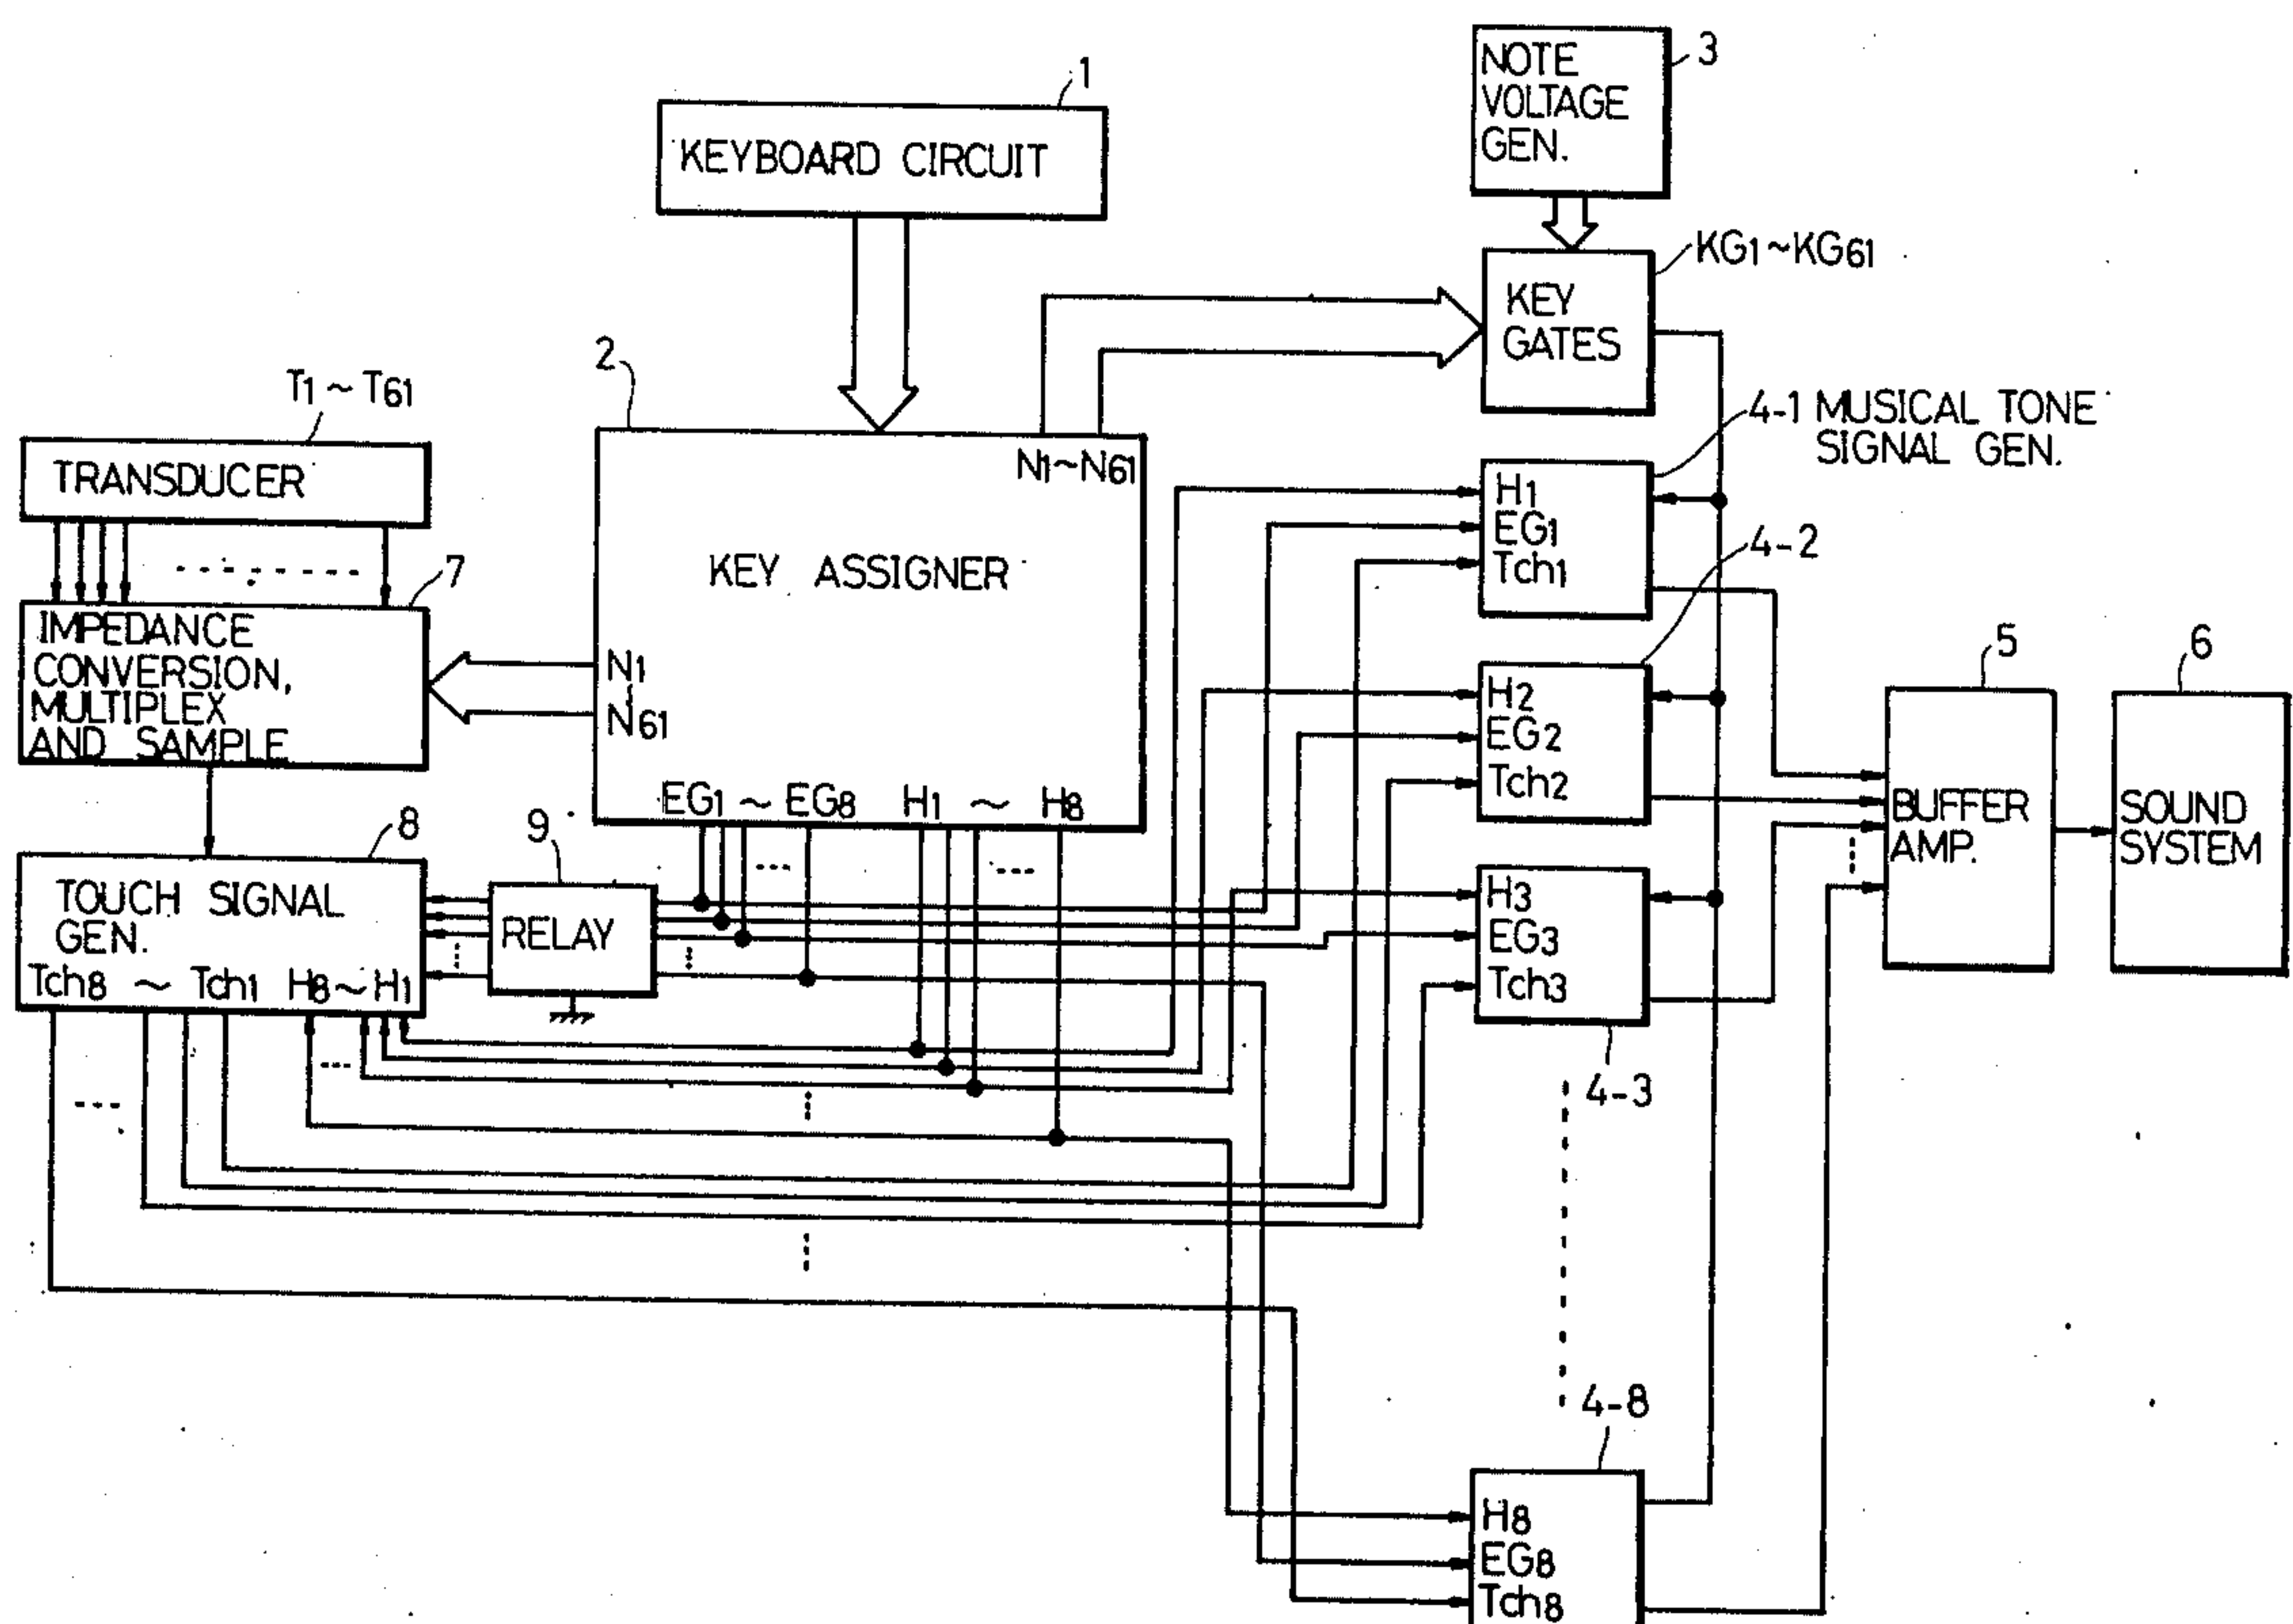 1
KEYBOARD CIRCUIT
3
NOTE
VOLTAGE
GEN.
KG1~KG61
KEY
GATES
2
T1 ~ T61
TRANSDUCER
N1~N61
KEY ASSIGNER
4-1 MUSICAL TONE
SIGNAL GEN.
H1
EG1
Tch1
7
IMPEDANCE
CONVERSION,
MULTIPLEX
AND SAMPLE
N1
N61
EG1 ~ EG8 H1 ~ H8
4-2
H2
EG2
Tch2
5
BUFFER
AMP.
6
SOUND
SYSTEM
8
TOUCH SIGNAL
GEN.
Tch8 ~ Tch1 H8~H1
9
RELAY
H3
EG3
Tch3
4-3
4-8
H8
EG8
Tch8